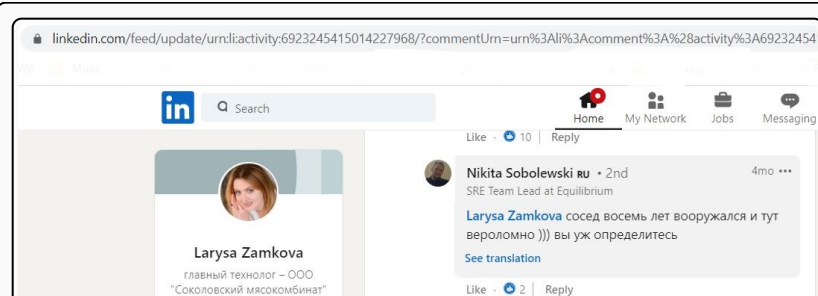 linkedin.com/feed/update/urn:li:activity:6923245415014227968/?commentUrn=urn%3Ali%3Acomment%3A%28activity%3A69232454
in
Search
Home
My Network
Jobs
Messaging
Like · 10 | Reply
Nikita Sobolewski RU • 2nd
4mo •••
SRE Team Lead at Equilibrium
Larysa Zamkova сосед восемь лет вооружался и тут
вероломно ))) вы уж определитесь
See translation
Like · 2 | Reply
Larysa Zamkova
главный технолог – ООО
"Соколовский мясокомбинат"